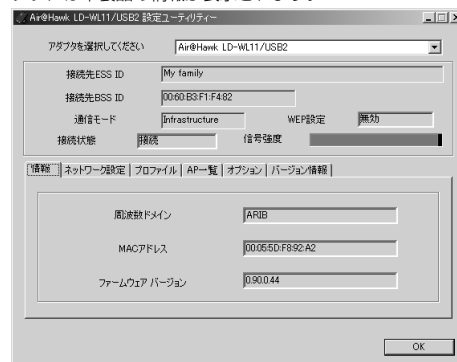 Air@Hawk LD-WL11/USB2 設定ユーティリティー
アダプタを選択してください Air@Hawk LD-WL11/USB2
接続先ESS ID My family
接続先BSS ID 00:60:B3:F1:F4:82
通信モード Infrastructure WEP設定 無効
接続状態 接続 信号強度
情報 ネットワーク設定 プロファイル AP一覧 オプション バージョン情報
周波数ドメイン ARIB
MACアドレス 00:05:5D:F8:92:A2
ファームウェア バージョン 0.90.0.44
OK